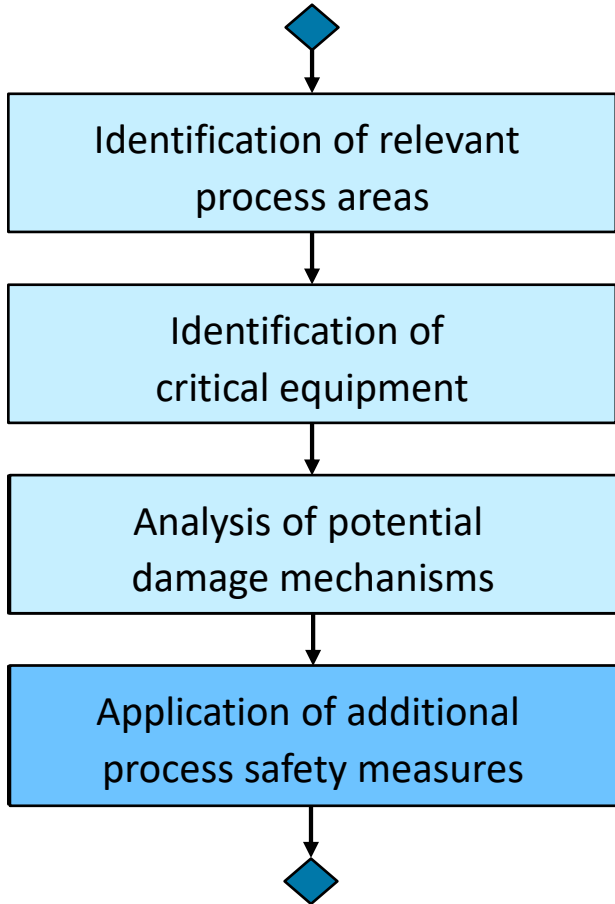 Identification of relevant
process areas
Identification of
critical equipment
Analysis of potential
damage mechanisms
Application of additional
process safety measures